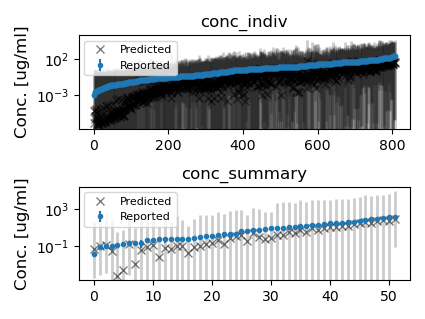 conc_indiv
Conc. [ug/ml]
10²
10⁻³
Predicted
Reported
0 200 400 600 800
conc_summary
Conc. [ug/ml]
10³
10⁻¹
Predicted
Reported
0 10 20 30 40 50